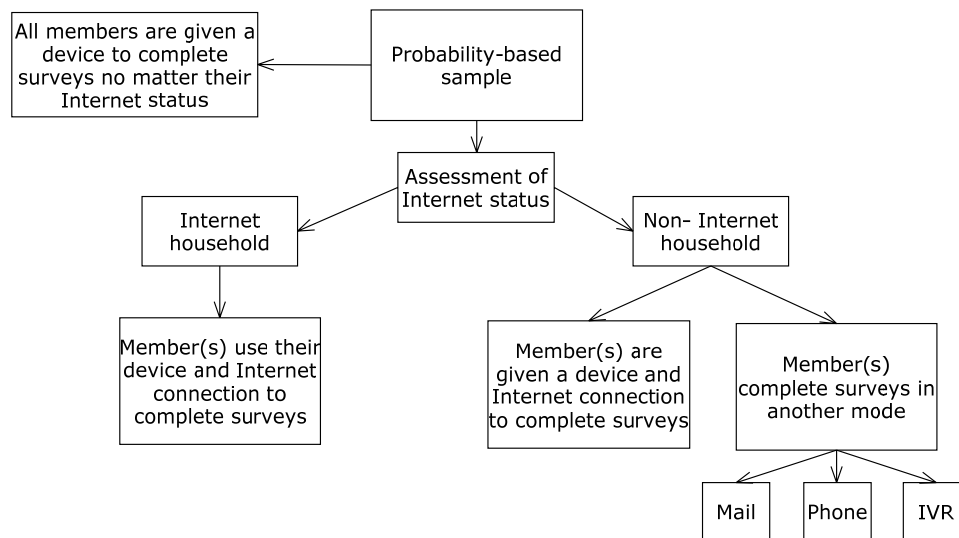 All members are given a
device to complete
surveys no matter their
Internet status
Probability-based
sample
Assessment of
Internet status
Internet
household
Non- Internet
household
Member(s) use their
device and Internet
connection to
complete surveys
Member(s) are
given a device and
Internet connection
to complete surveys
Member(s)
complete surveys in
another mode
Mail
Phone
IVR